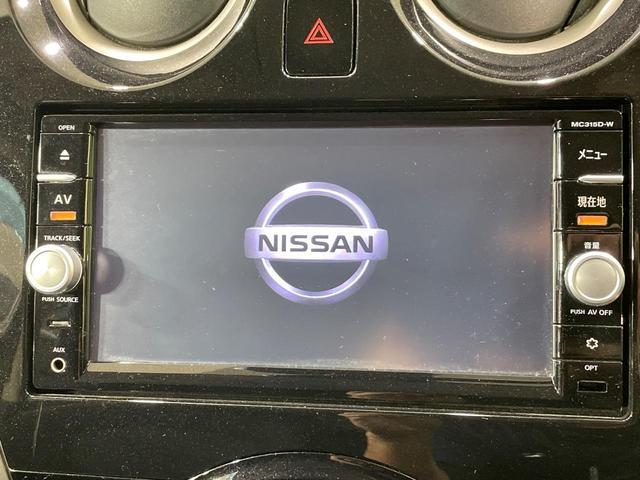 OPEN
MC315D-W
メニュー
AV
現在地
TRACK/SEEK
音量
NISSAN
PUSH SOURCE
PUSH AV OFF
AUX
OPT